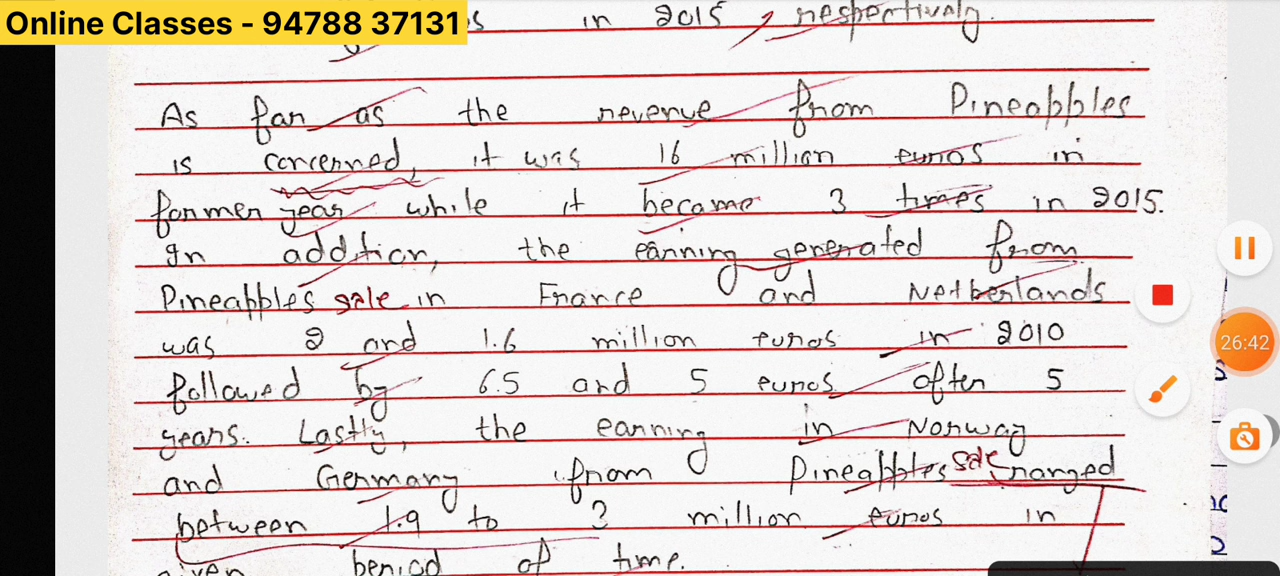 Online Classes - 94788 37131
in 2015, respectively.
As far as the revenue from Pineapples
is concerned, it was 16 million euros in
former year while it became 3 times in 2015.
In addition, the earning generated from
Pineapples sale in France and Netherlands
was 2 and 1.6 million euros in 2010
followed by 6.5 and 5 euros after 5
years. Lastly, the earning in Norway
and Germany from Pineapples sale ranged
between 1.9 to 3 million euros in
given period of time.
26:42